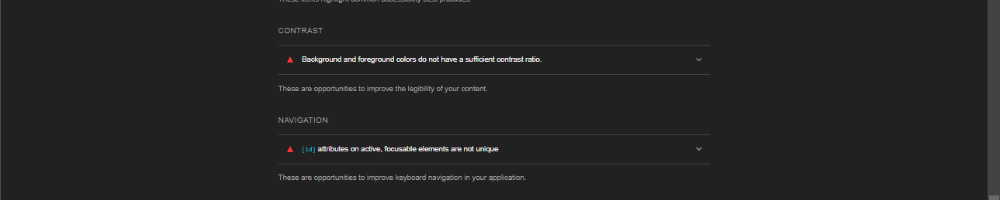 These items highlight common accessibility best practices.
CONTRAST
Background and foreground colors do not have a sufficient contrast ratio.
These are opportunities to improve the legibility of your content.
NAVIGATION
[id] attributes on active, focusable elements are not unique
These are opportunities to improve keyboard navigation in your application.